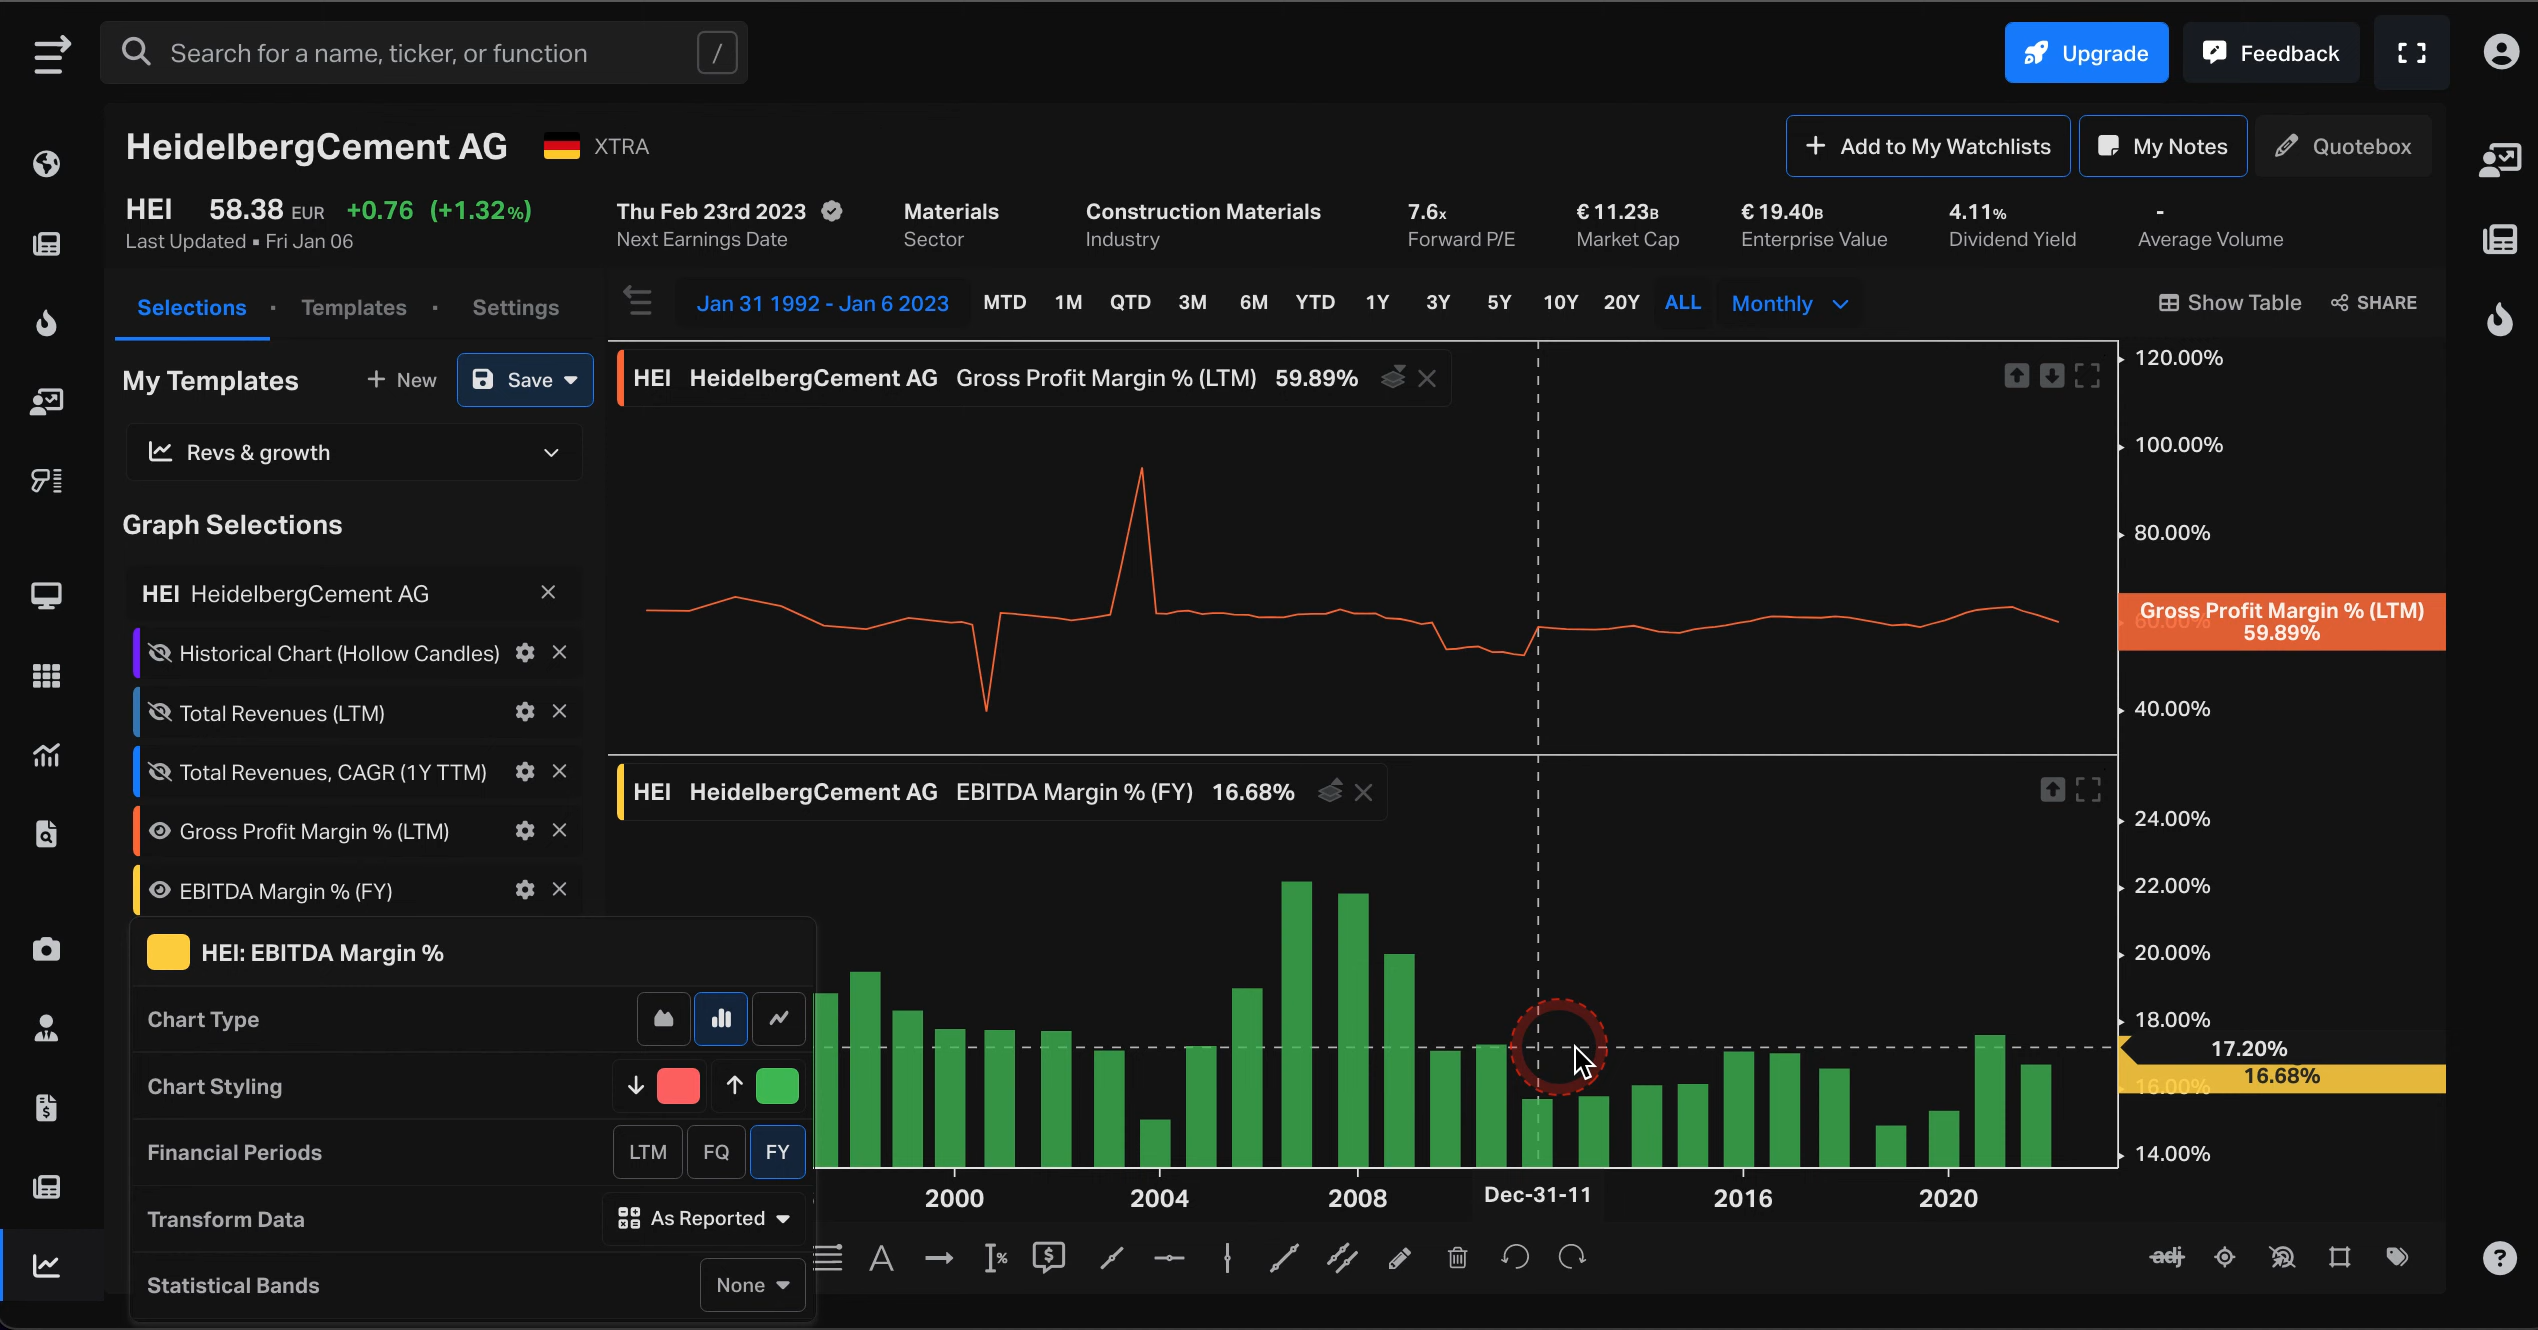 Search for a name, ticker, or function /
Upgrade
Feedback
HeidelbergCement AG XTRA
+ Add to My Watchlists
My Notes
Quotebox
HEI 58.38 EUR +0.76 (+1.32%)
Last Updated ▪ Fri Jan 06
Thu Feb 23rd 2023
Next Earnings Date
Materials
Sector
Construction Materials
Industry
7.6x
Forward P/E
€ 11.23B
Market Cap
€ 19.40B
Enterprise Value
4.11%
Dividend Yield
-
Average Volume
Selections · Templates · Settings
Jan 31 1992 - Jan 6 2023 MTD 1M QTD 3M 6M YTD 1Y 3Y 5Y 10Y 20Y ALL Monthly
Show Table SHARE
My Templates + New Save
Revs & growth
Graph Selections
HEI HeidelbergCement AG
Historical Chart (Hollow Candles)
Total Revenues (LTM)
Total Revenues, CAGR (1Y TTM)
Gross Profit Margin % (LTM)
EBITDA Margin % (FY)
HEI: EBITDA Margin %
Chart Type
Chart Styling
Financial Periods LTM FQ FY
Transform Data As Reported
Statistical Bands None
HEI HeidelbergCement AG Gross Profit Margin % (LTM) 59.89%
120.00%
100.00%
80.00%
60.00%
Gross Profit Margin % (LTM)
59.89%
40.00%
HEI HeidelbergCement AG EBITDA Margin % (FY) 16.68%
24.00%
22.00%
20.00%
18.00%
17.20%
16.68%
16.00%
14.00%
2000 2004 2008 Dec-31-11 2016 2020
A
%
$
adj
?